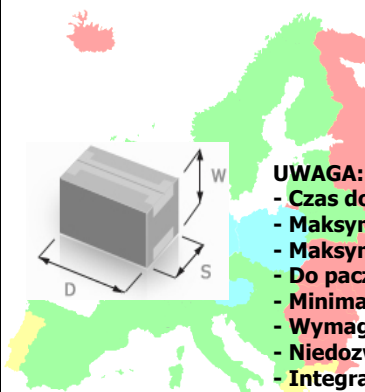 W
S
D
UWAGA:
- Czas do
- Maksym
- Maksym
- Do pacz
- Minima
- Wymag
- Niedozw
- Integra